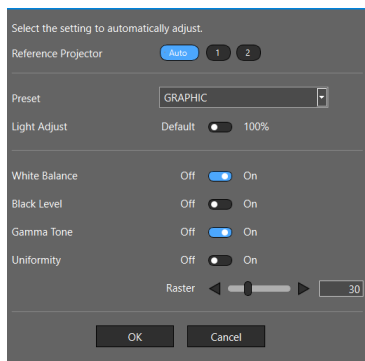 Select the setting to automatically adjust.
Reference Projector Auto 1 2
Preset GRAPHIC
Light Adjust Default 100%
White Balance Off On
Black Level Off On
Gamma Tone Off On
Uniformity Off On
Raster 30
OK Cancel